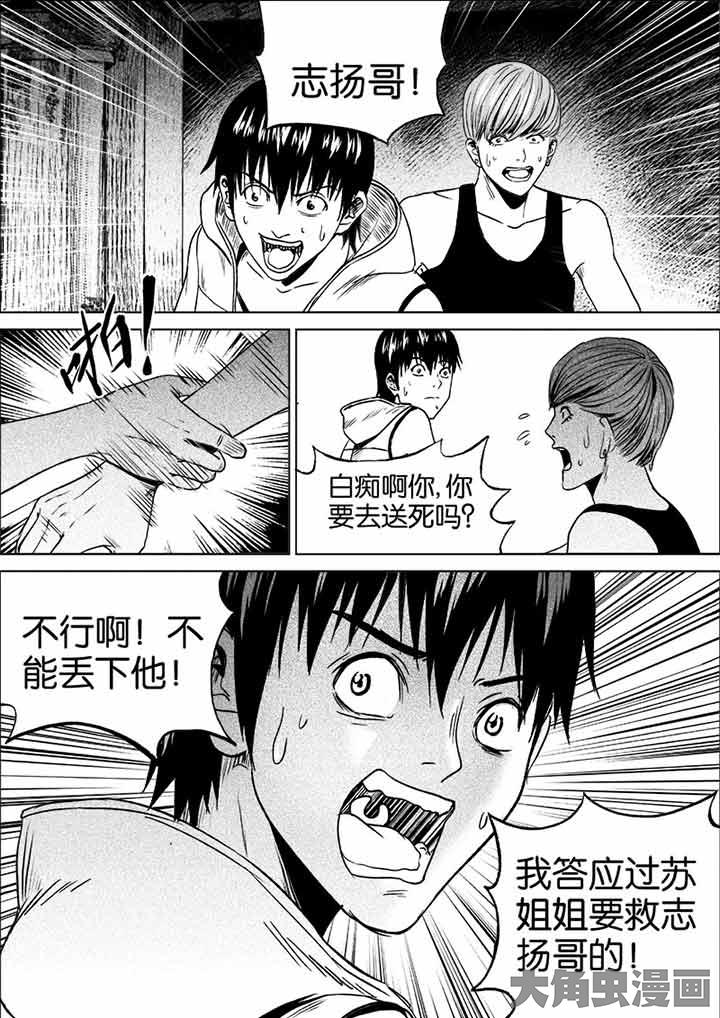 志扬哥！
啪！
白痴啊你,你
要去送死吗?
不行啊！不
能丢下他！
我答应过苏
姐姐要救志
扬哥的！
大角虫漫画